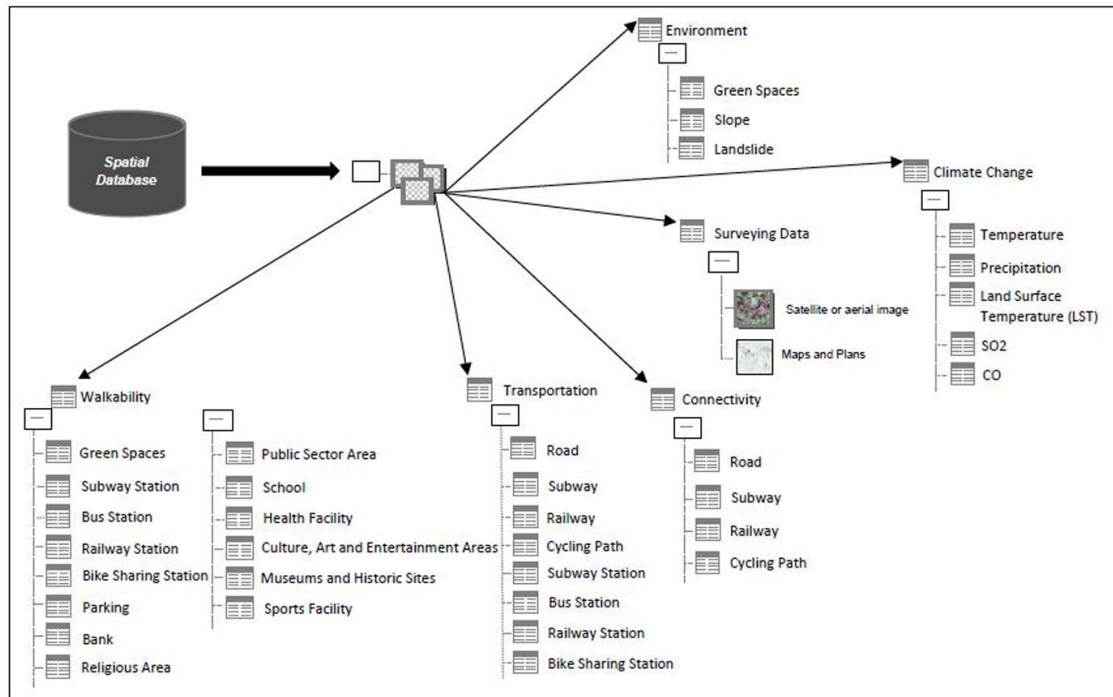 Spatial
Database
Environment
Green Spaces
Slope
Landslide
Climate Change
Temperature
Precipitation
Land Surface
Temperature (LST)
SO2
CO
Surveying Data
Satellite or aerial image
Maps and Plans
Walkability
Green Spaces
Subway Station
Bus Station
Railway Station
Bike Sharing Station
Parking
Bank
Religious Area
Public Sector Area
School
Health Facility
Culture, Art and Entertainment Areas
Museums and Historic Sites
Sports Facility
Transportation
Road
Subway
Railway
Cycling Path
Subway Station
Bus Station
Railway Station
Bike Sharing Station
Connectivity
Road
Subway
Railway
Cycling Path